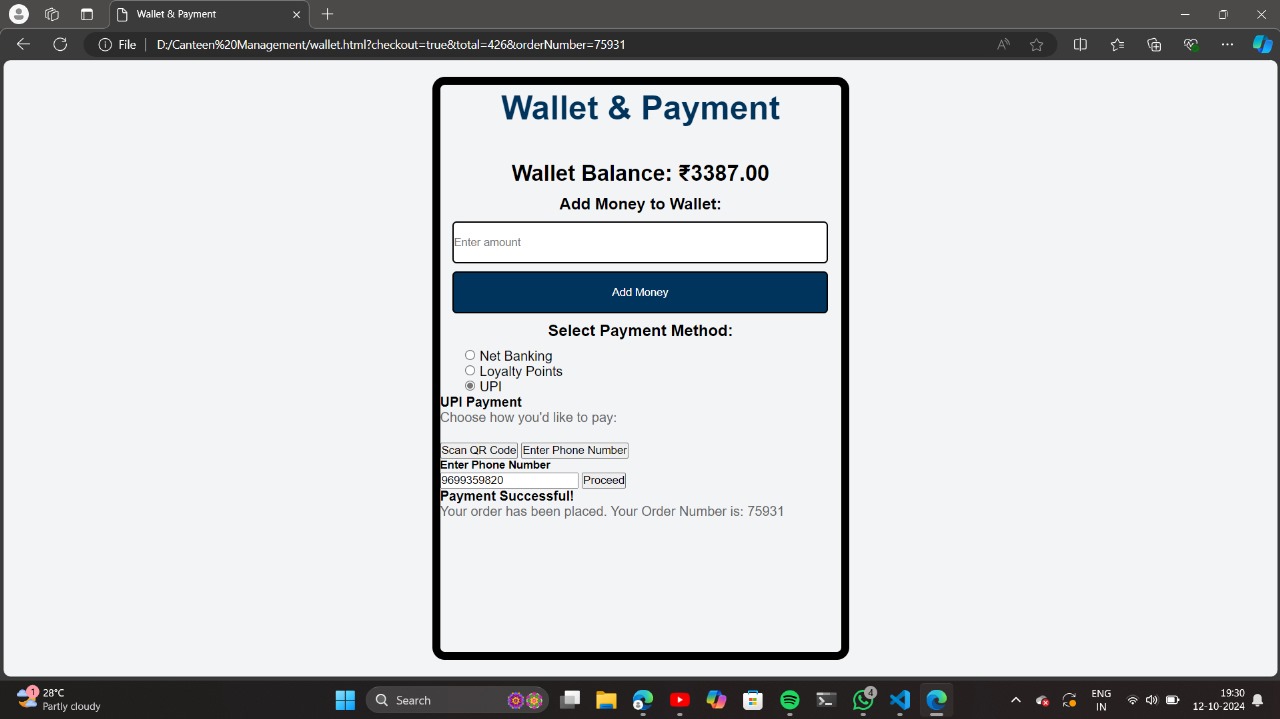 Wallet & Payment
File
D:/Canteen%20Management/wallet.html?checkout=true&total=426&orderNumber=75931
Wallet & Payment
Wallet Balance: ₹3387.00
Add Money to Wallet:
Enter amount
Add Money
Select Payment Method:
Net Banking
Loyalty Points
UPI
UPI Payment
Choose how you'd like to pay:
Scan QR Code Enter Phone Number
Enter Phone Number
9699359820 Proceed
Payment Successful!
Your order has been placed. Your Order Number is: 75931
1
28°C
Partly cloudy
Search
4
ENG
IN
19:30
12-10-2024